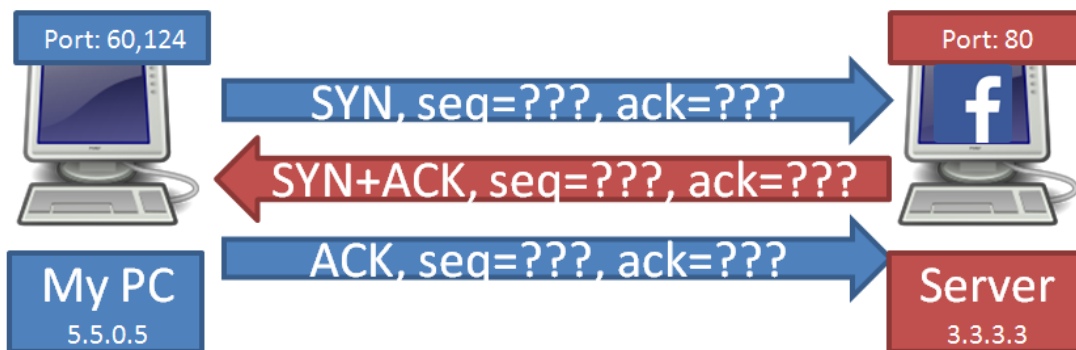 Port: 60,124
Port: 80
f
SYN, seq=???, ack=???
SYN+ACK, seq=???, ack=???
ACK, seq=???, ack=???
My PC
5.5.0.5
Server
3.3.3.3